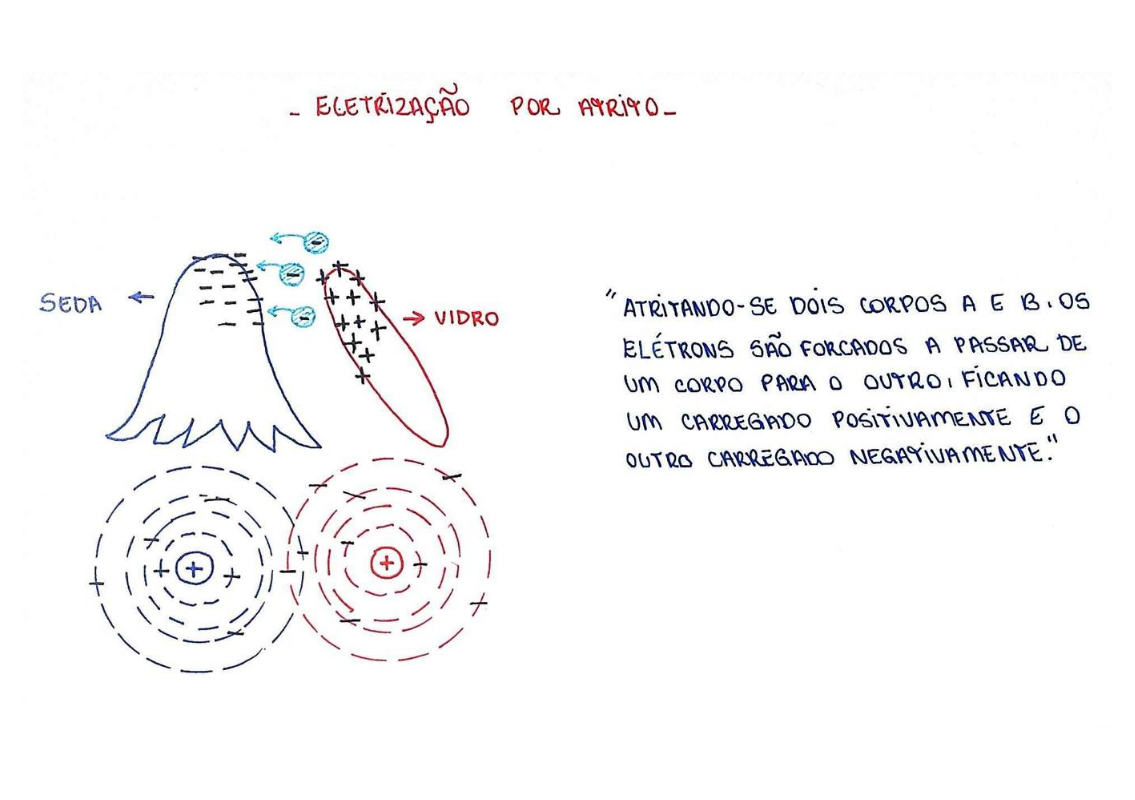 - ELETRIZAÇÃO POR ATRITO -
SEDA
VIDRO
"ATRITANDO-SE DOIS CORPOS A E B, OS
ELÉTRONS SÃO FORCADOS A PASSAR DE
UM CORPO PARA O OUTRO, FICANDO
UM CARREGADO POSITIVAMENTE E O
OUTRO CARREGADO NEGATIVAMENTE."